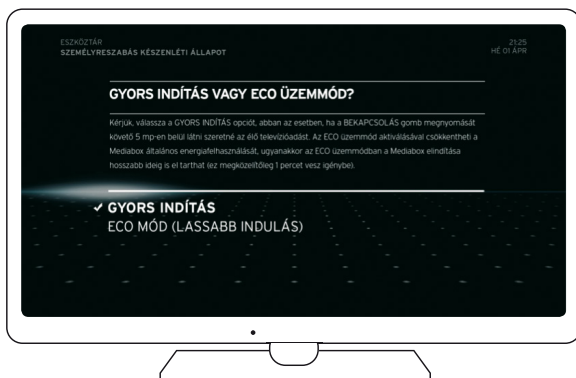 ESZKÖZTÁR
SZEMÉLYRESZABÁS KÉSZENLÉTI ÁLLAPOT
21:25
HÉ 01 ÁPR
GYORS INDÍTÁS VAGY ECO ÜZEMMÓD?
Kérjük, válassza a GYORS INDÍTÁS opciót, abban az esetben, ha a BEKAPCSOLÁS gomb megnyomását
követő 5 mp-en belül látni szeretné az élő televízióadást. Az ECO üzemmód aktiválásával csökkentheti a
Mediabox általános energiafelhasználását, ugyanakkor az ECO üzemmódban a Mediabox elindítása
hosszabb ideig is el tarthat (ez megközelítőleg 1 percet vesz igénybe).
✓ GYORS INDÍTÁS
ECO MÓD (LASSABB INDULÁS)